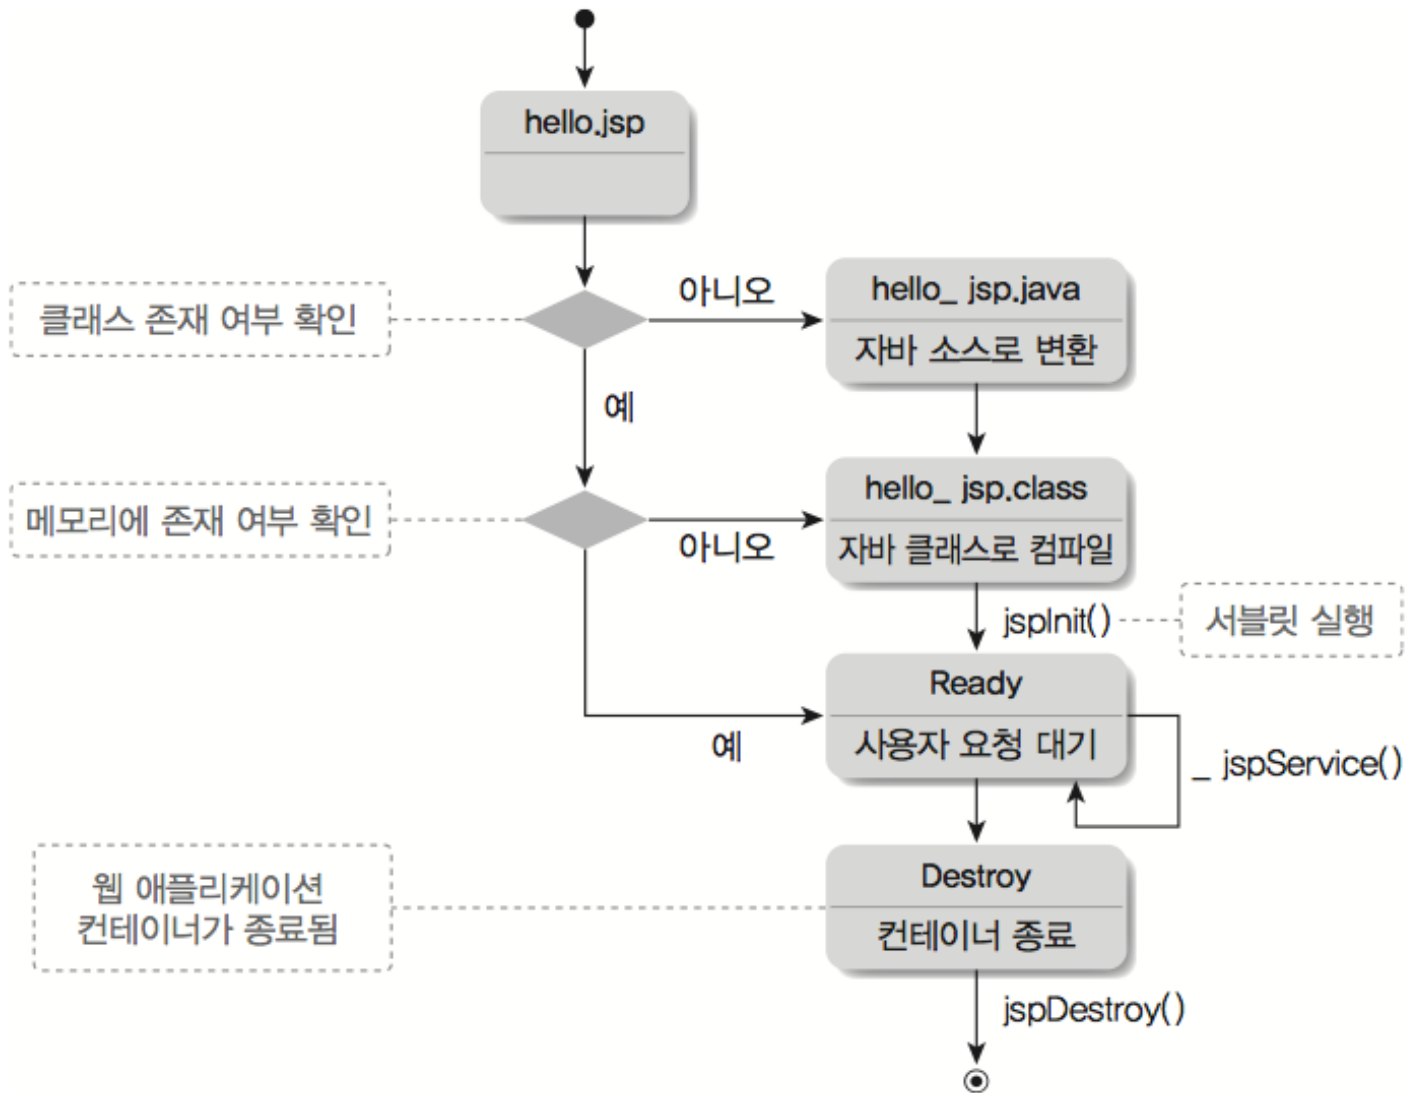 hello.jsp
클래스 존재 여부 확인
아니오
hello_ jsp.java
자바 소스로 변환
예
메모리에 존재 여부 확인
아니오
hello_ jsp.class
자바 클래스로 컴파일
jspInit()
서블릿 실행
Ready
사용자 요청 대기
예
_ jspService()
웹 애플리케이션
컨테이너가 종료됨
Destroy
컨테이너 종료
jspDestroy()